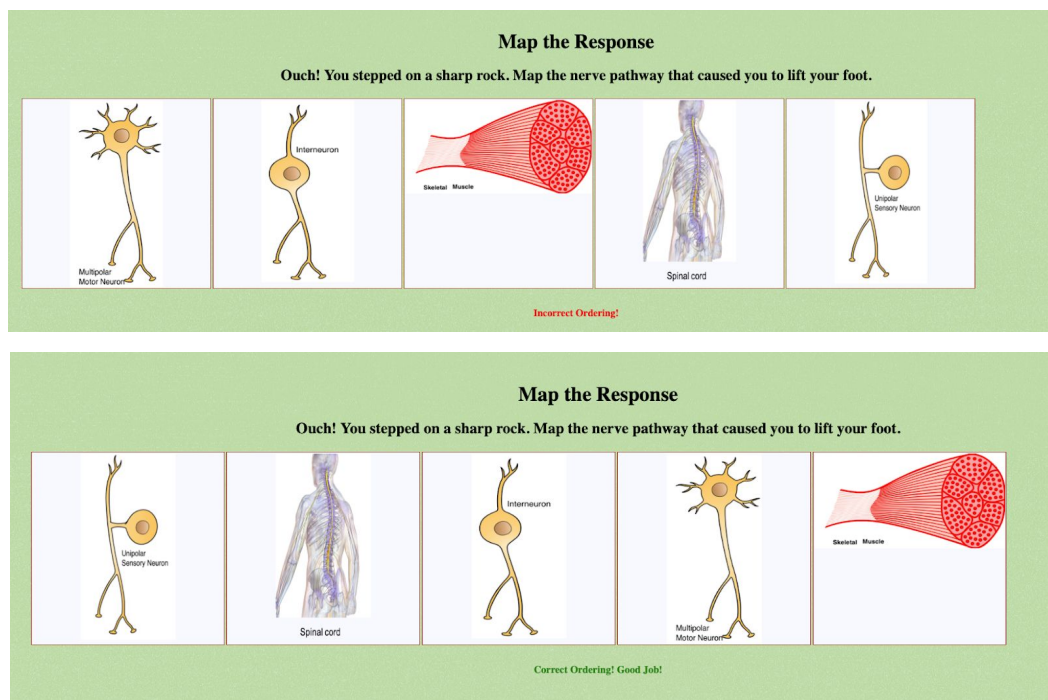 Map the Response
Ouch! You stepped on a sharp rock. Map the nerve pathway that caused you to lift your foot.
Multipolar
Motor Neuron
Interneuron
Skeletal Muscle
Spinal cord
Unipolar
Sensory Neuron
Incorrect Ordering!
Map the Response
Ouch! You stepped on a sharp rock. Map the nerve pathway that caused you to lift your foot.
Unipolar
Sensory Neuron
Spinal cord
Interneuron
Multipolar
Motor Neuron
Skeletal Muscle
Correct Ordering! Good Job!